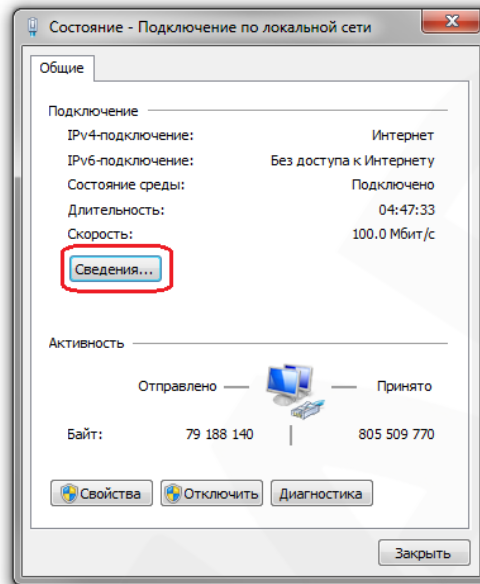 Состояние - Подключение по локальной сети
Общие
Подключение
IPv4-подключение: Интернет
IPv6-подключение: Без доступа к Интернету
Состояние среды: Подключено
Длительность: 04:47:33
Скорость: 100.0 Мбит/с
Сведения...
Активность
Отправлено — — Принято
Байт: 79 188 140 | 805 509 770
Свойства Отключить Диагностика
Закрыть